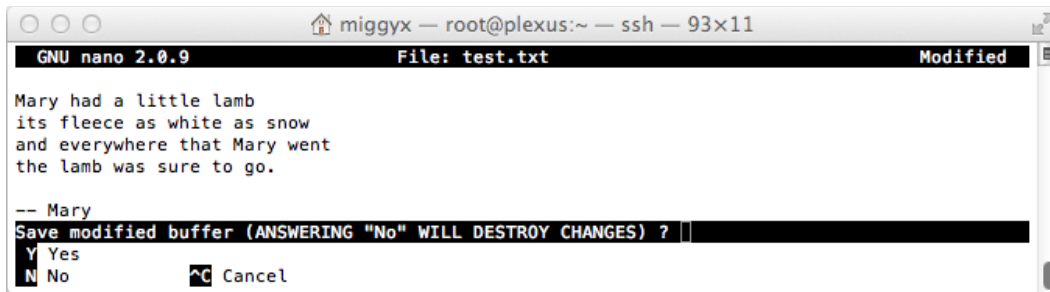 miggyx — root@plexus:~ — ssh — 93×11
GNU nano 2.0.9 File: test.txt Modified
Mary had a little lamb
its fleece as white as snow
and everywhere that Mary went
the lamb was sure to go.
-- Mary
Save modified buffer (ANSWERING "No" WILL DESTROY CHANGES) ?
Y Yes
N No ^C Cancel